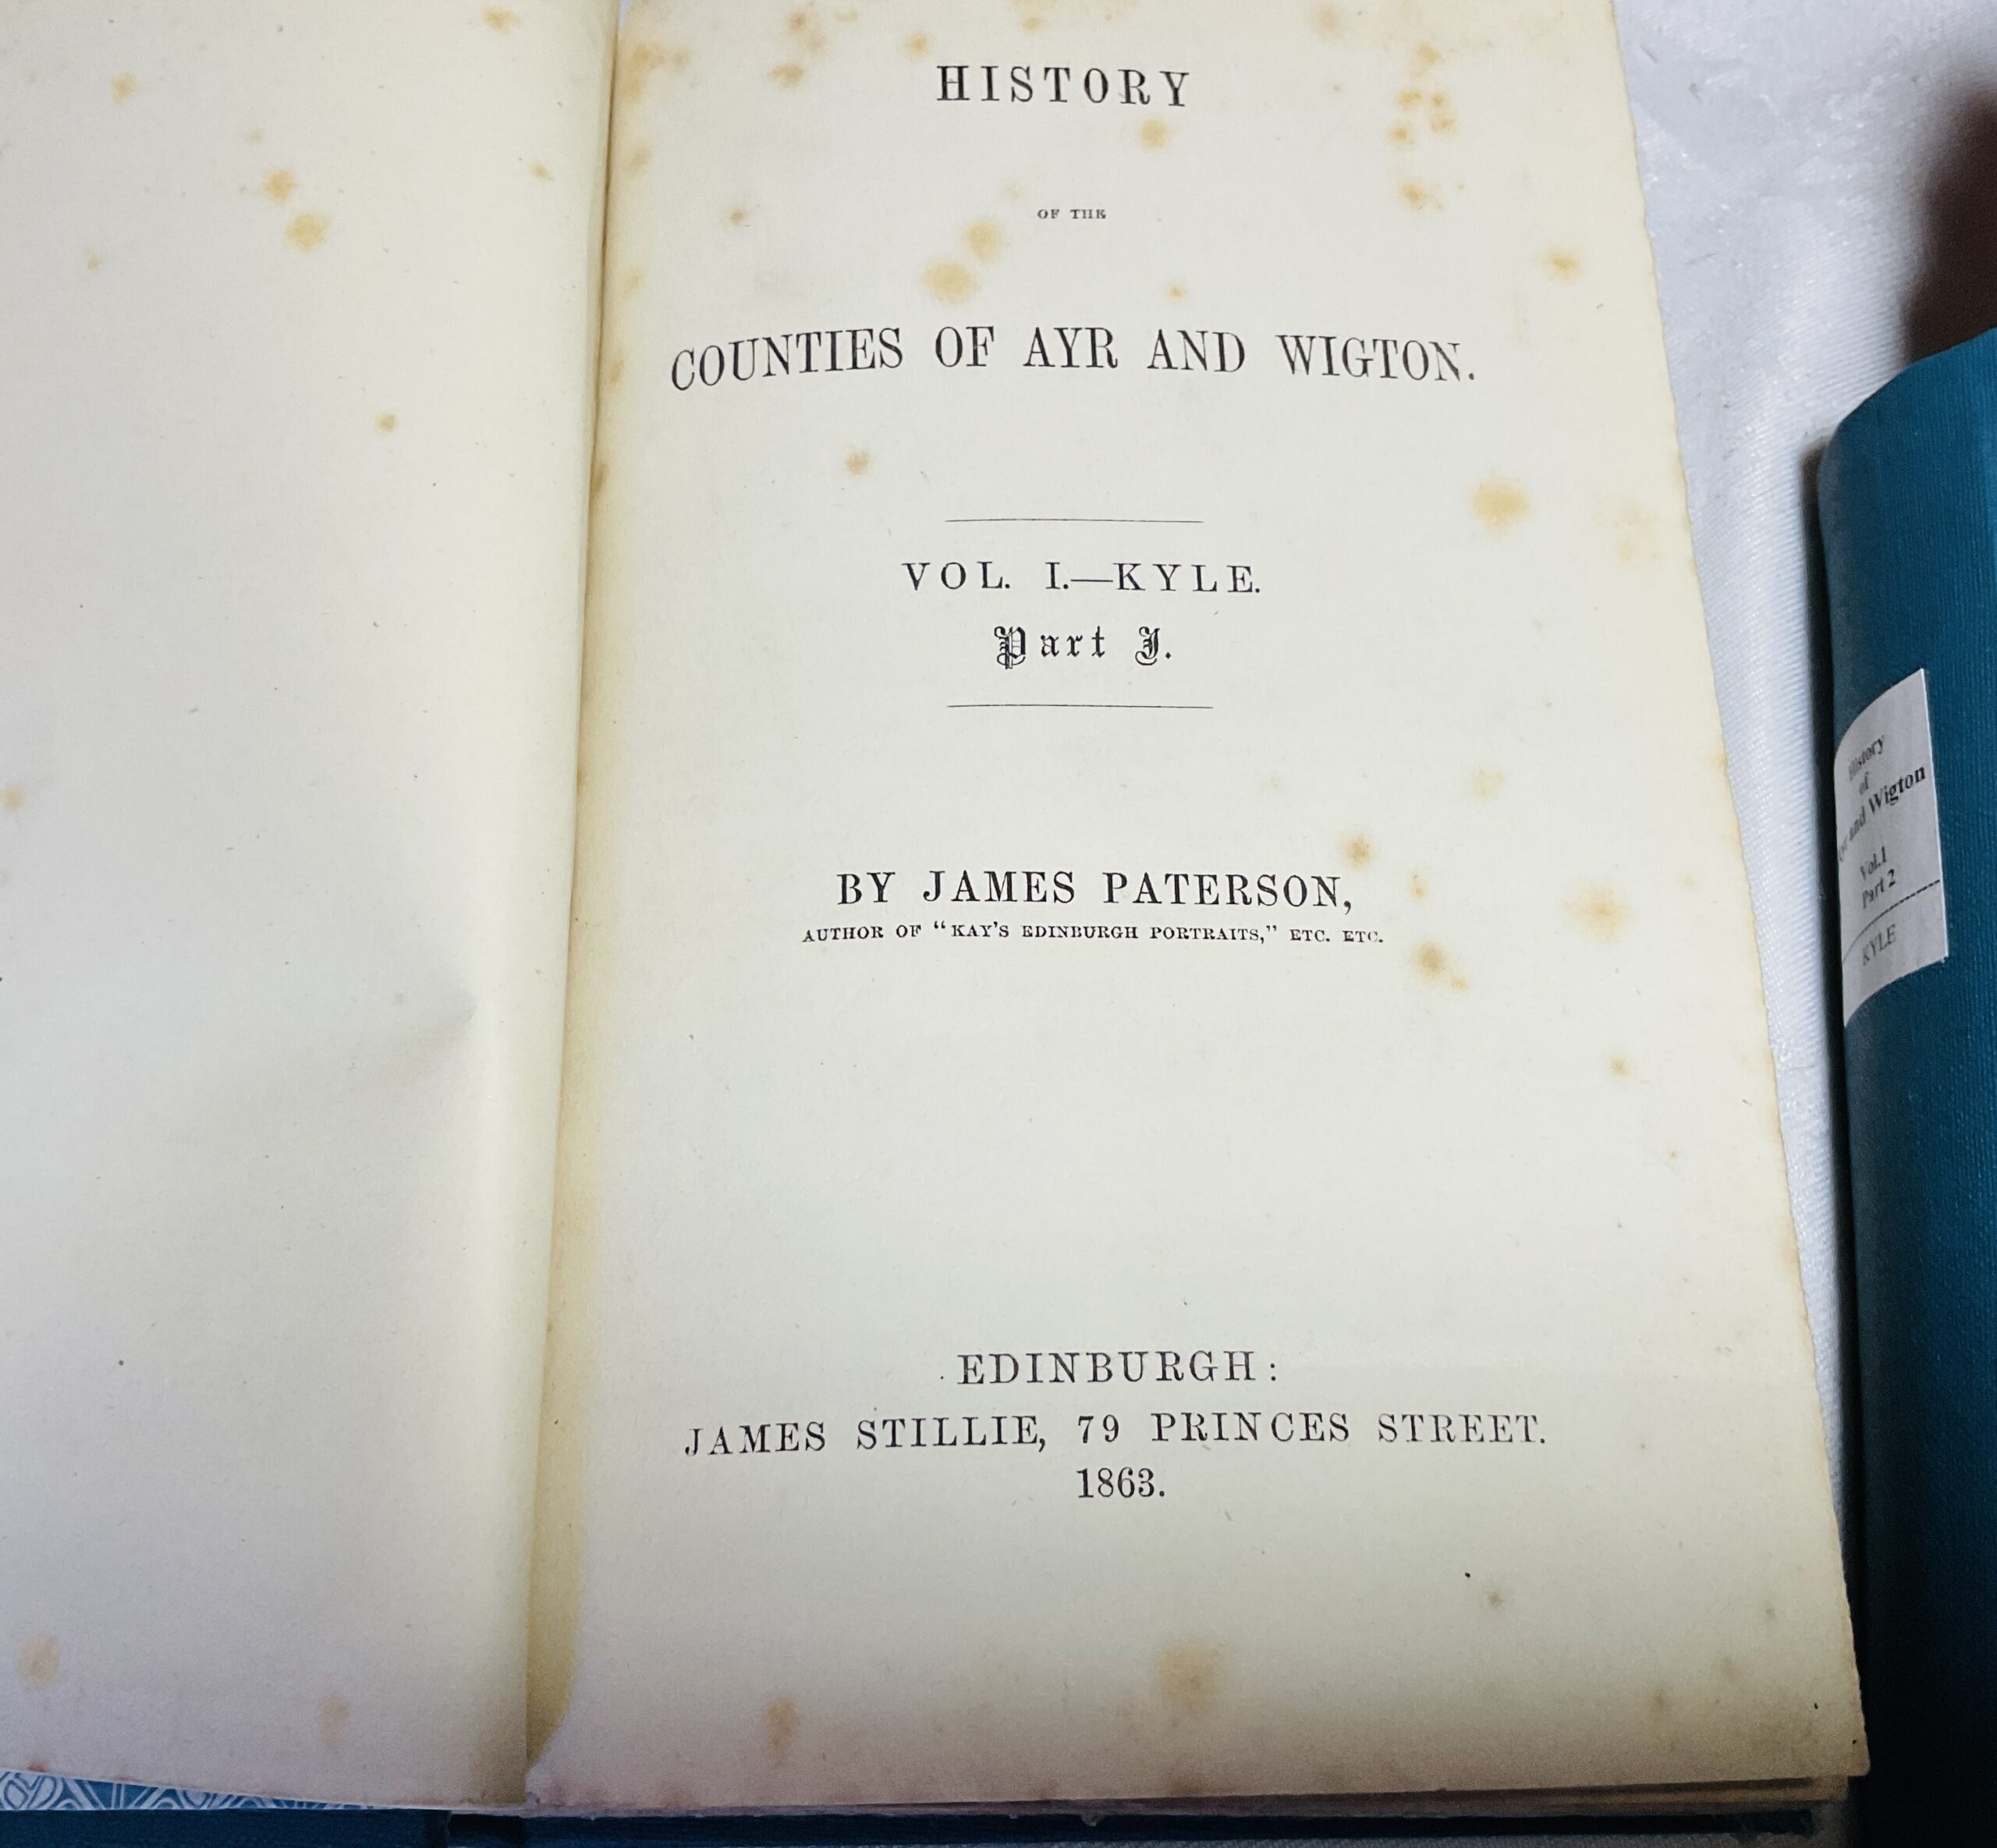 HISTORY
OF THE
COUNTIES OF AYR AND WIGTON.
VOL. I.—KYLE.
Part I.
BY JAMES PATERSON,
AUTHOR OF “KAY’S EDINBURGH PORTRAITS,” ETC. ETC.
EDINBURGH:
JAMES STILLIE, 79 PRINCES STREET.
1863.
History
of
and Wigton
Vol.1
Part 2
KYLE